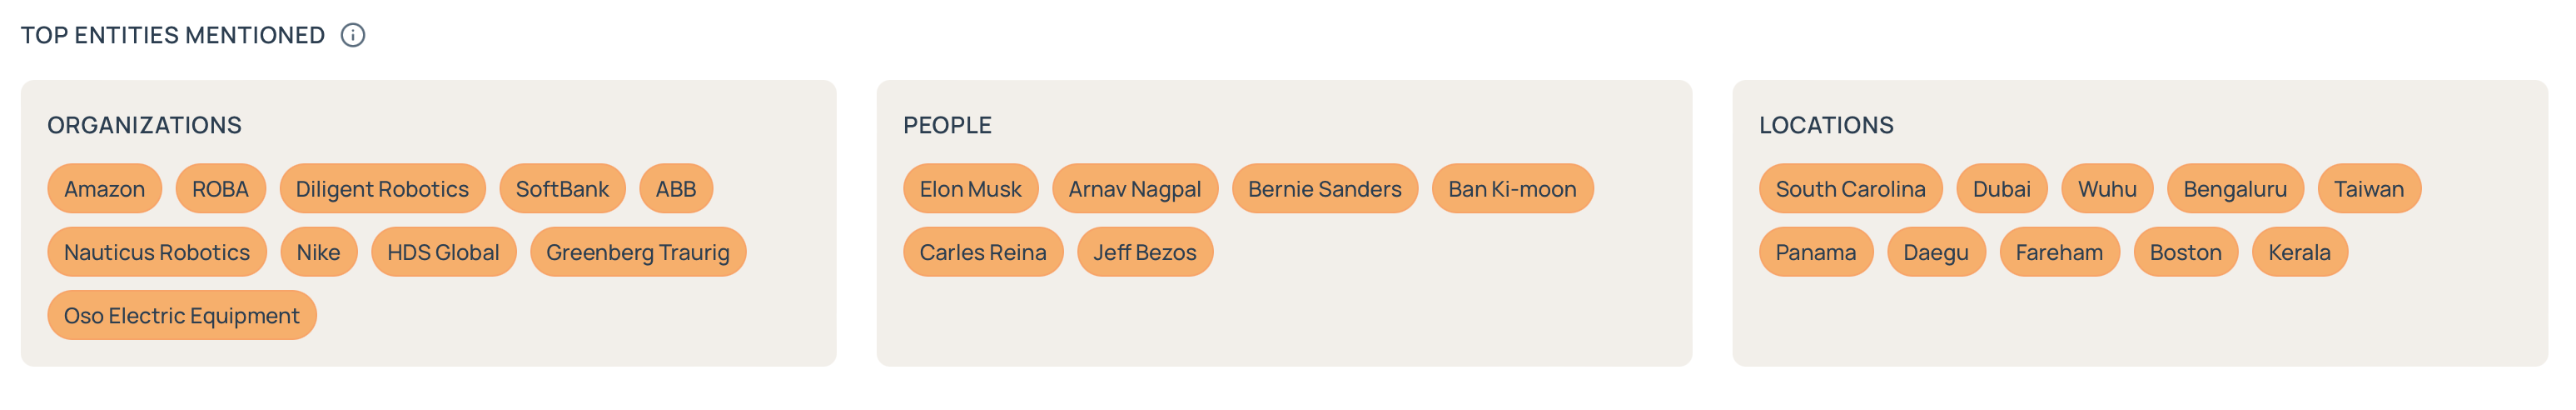 TOP ENTITIES MENTIONED
ORGANIZATIONS
Amazon ROBA Diligent Robotics SoftBank ABB
Nauticus Robotics Nike HDS Global Greenberg Traurig
Oso Electric Equipment
PEOPLE
Elon Musk Arnav Nagpal Bernie Sanders Ban Ki-moon
Carles Reina Jeff Bezos
LOCATIONS
South Carolina Dubai Wuhu Bengaluru Taiwan
Panama Daegu Fareham Boston Kerala